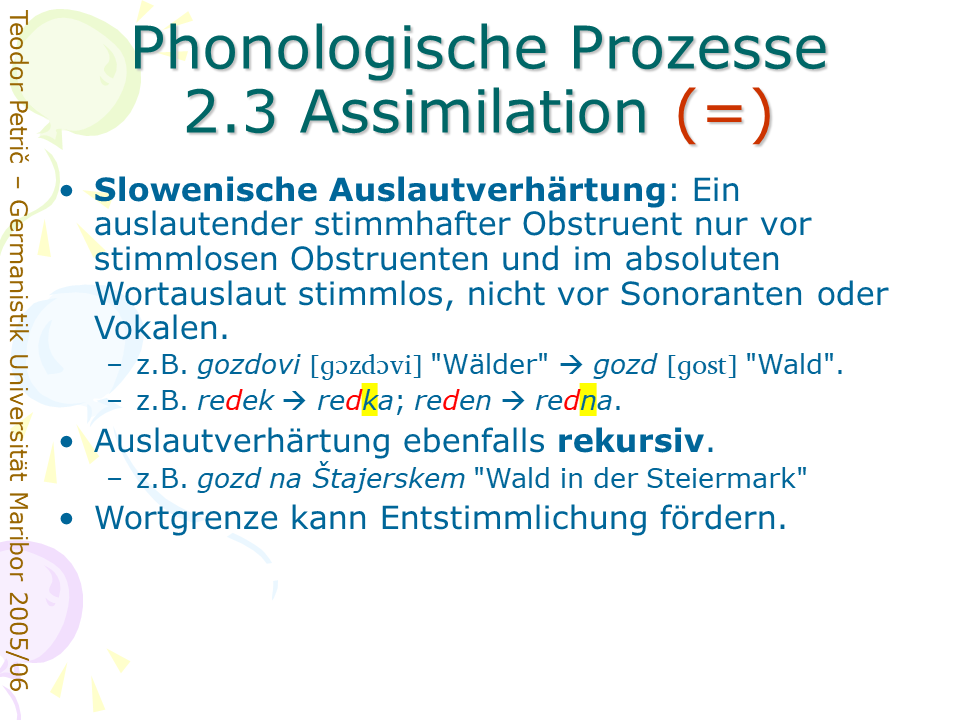 Phonologische Prozesse
2.3 Assimilation (=)
• Slowenische Auslautverhärtung: Ein
auslautender stimmhafter Obstruent nur vor
stimmlosen Obstruenten und im absoluten
Wortauslaut stimmlos, nicht vor Sonoranten oder
Vokalen.
– z.B. gozdovi [ɡɔzdɔvi] "Wälder" → gozd [ɡost] "Wald".
– z.B. redek → redka; reden → redna.
• Auslautverhärtung ebenfalls rekursiv.
– z.B. gozd na Štajerskem "Wald in der Steiermark"
• Wortgrenze kann Entstimmlichung fördern.
Teodor Petrič – Germanistik Universität Maribor 2005/06